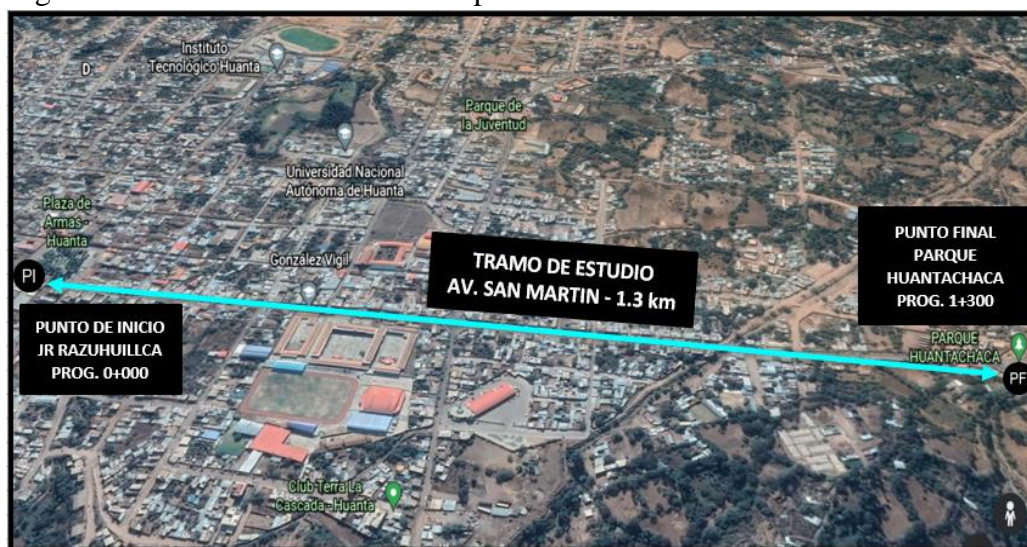 Instituto
Tecnológico Huanta
D
Parque de
la Juventud
Universidad Nacional
Autónoma de Huanta
Plaza de
Armas -
Huanta
PI
González Vigil
TRAMO DE ESTUDIO
AV. SAN MARTIN - 1.3 km
PUNTO FINAL
PARQUE
HUANTACHACA
PROG. 1+300
PUNTO DE INICIO
JR RAZUHUILLCA
PROG. 0+000
PARQUE
HUANTACHACA
PF
Club Terra La
Cascada - Huanta